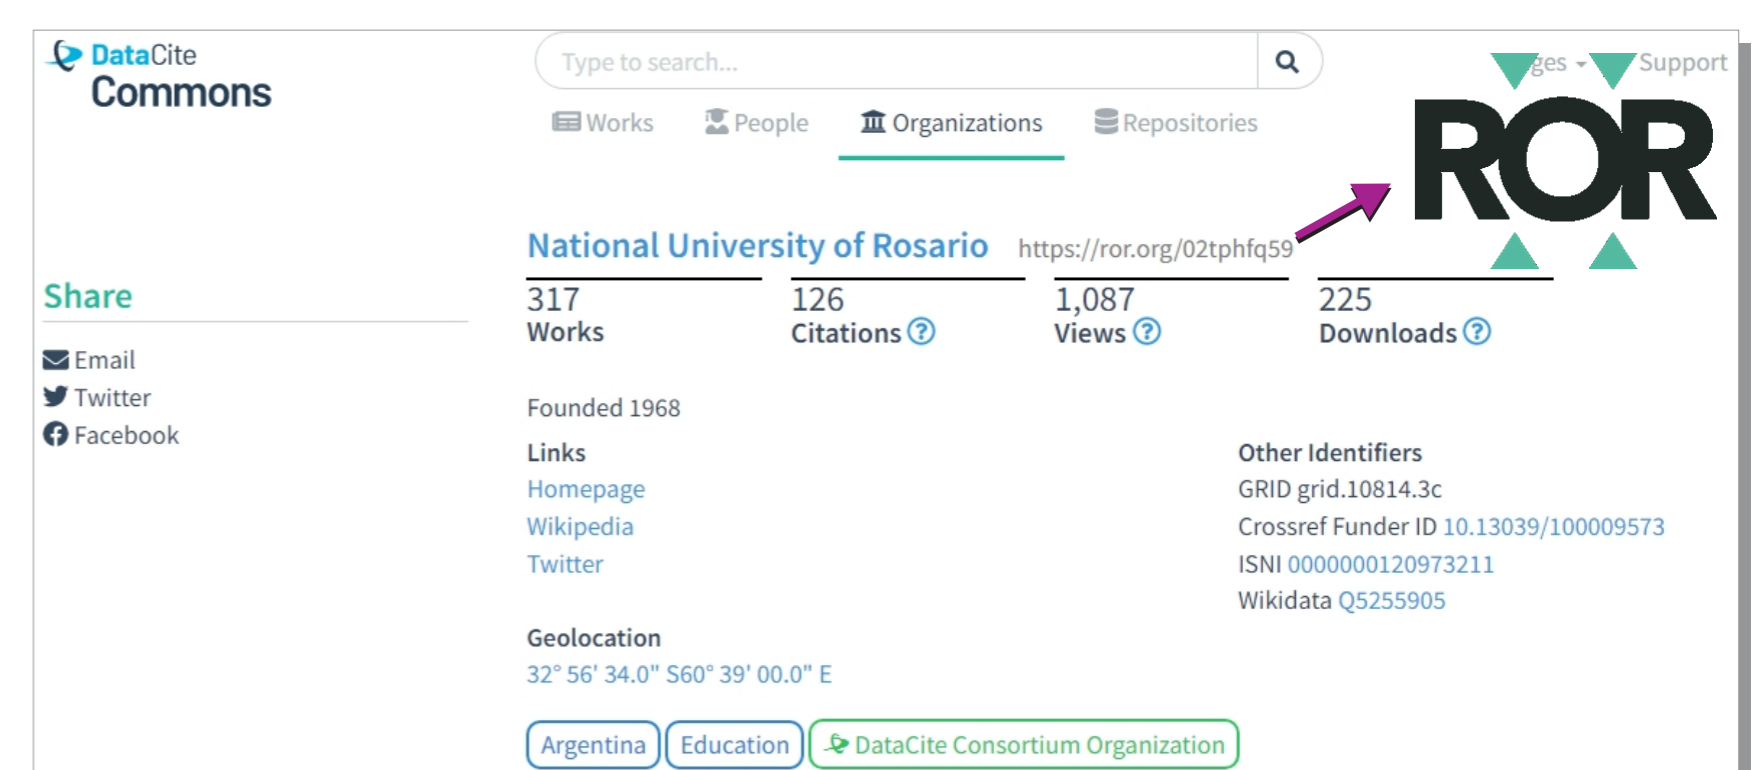 DataCite
Commons
Type to search...
ges
Support
Works
People
Organizations
Repositories
ROR
National University of Rosario
https://ror.org/02tphfq59
317
Works
126
Citations ?
1,087
Views ?
225
Downloads ?
Share
Email
Twitter
Facebook
Founded 1968
Links
Homepage
Wikipedia
Twitter
Other Identifiers
GRID grid.10814.3c
Crossref Funder ID 10.13039/100009573
ISNI 0000000120973211
Wikidata Q5255905
Geolocation
32° 56' 34.0" S60° 39' 00.0" E
Argentina
Education
DataCite Consortium Organization